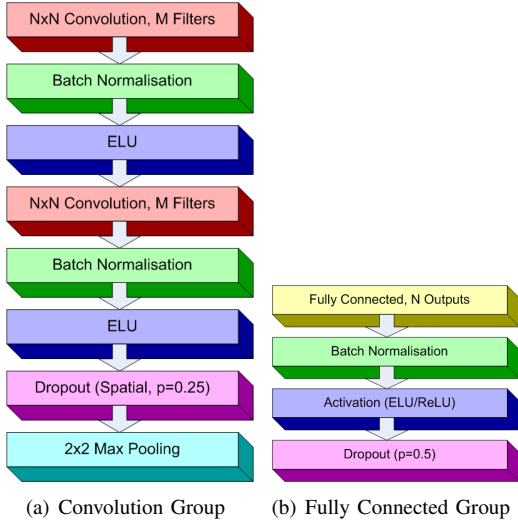 NxN Convolution, M Filters
Batch Normalisation
ELU
NxN Convolution, M Filters
Batch Normalisation
ELU
Dropout (Spatial, p=0.25)
2x2 Max Pooling
(a) Convolution Group
Fully Connected, N Outputs
Batch Normalisation
Activation (ELU/ReLU)
Dropout (p=0.5)
(b) Fully Connected Group